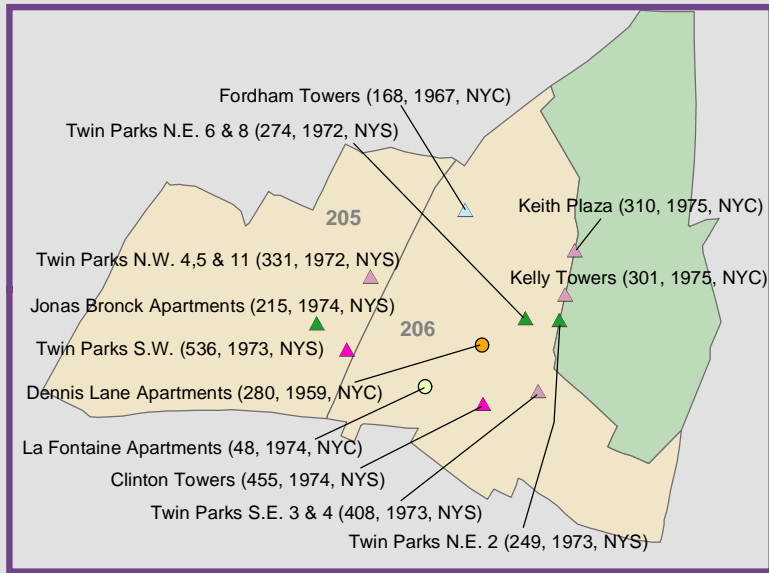 Fordham Towers (168, 1967, NYC)
Twin Parks N.E. 6 & 8 (274, 1972, NYS)
Keith Plaza (310, 1975, NYC)
205
Twin Parks N.W. 4,5 & 11 (331, 1972, NYS)
Kelly Towers (301, 1975, NYC)
Jonas Bronck Apartments (215, 1974, NYS)
206
Twin Parks S.W. (536, 1973, NYS)
Dennis Lane Apartments (280, 1959, NYC)
La Fontaine Apartments (48, 1974, NYC)
Clinton Towers (455, 1974, NYS)
Twin Parks S.E. 3 & 4 (408, 1973, NYS)
Twin Parks N.E. 2 (249, 1973, NYS)